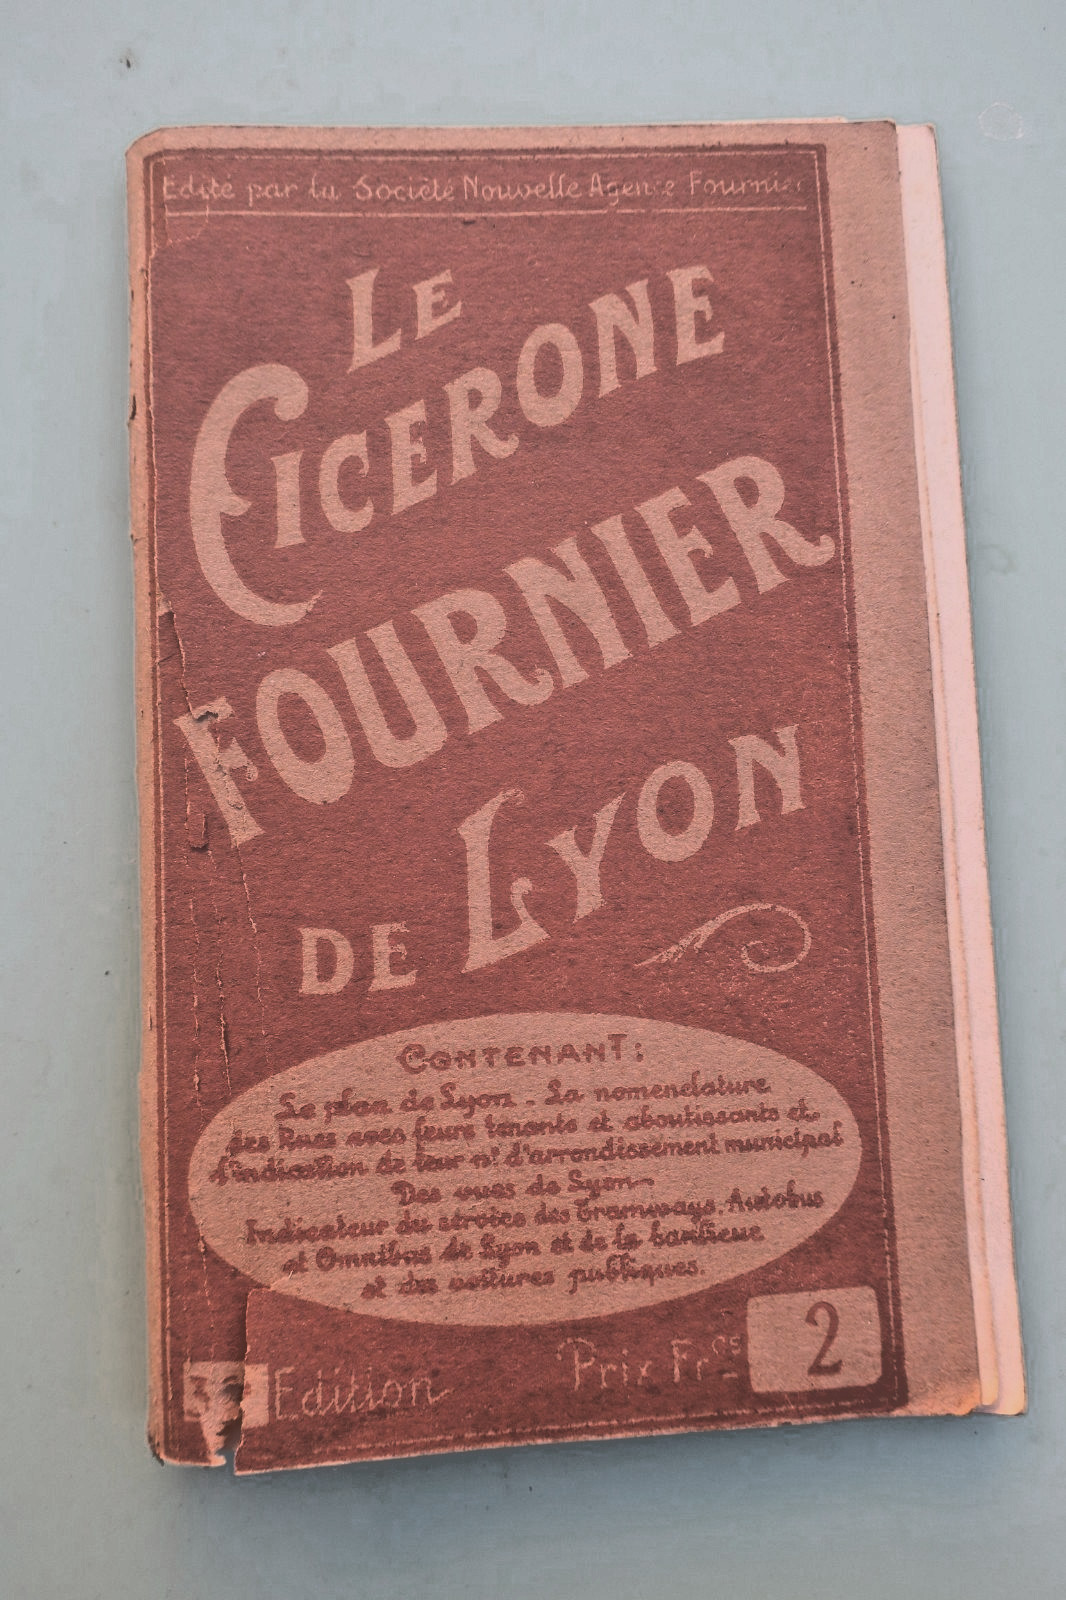 Edité par la Société Nouvelle Agence Fournier
LE
CICERONE
FOURNIER
DE LYON
CONTENANT:
Le plan de Lyon - La nomenclature
des Rues avec leurs tenants et aboutissants et
l'indication de leur n° d'arrondissement municipal
Des vues de Lyon
Indicateur du service des Tramways, Autobus
et Omnibus de Lyon et de la banlieue
et des voitures publiques.
Edition
Prix Frcs 2